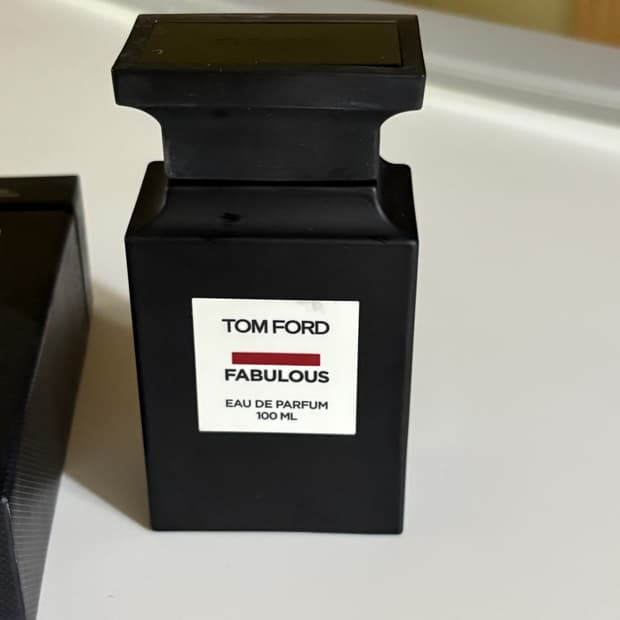 TOM FORD
FABULOUS
EAU DE PARFUM
100 ML